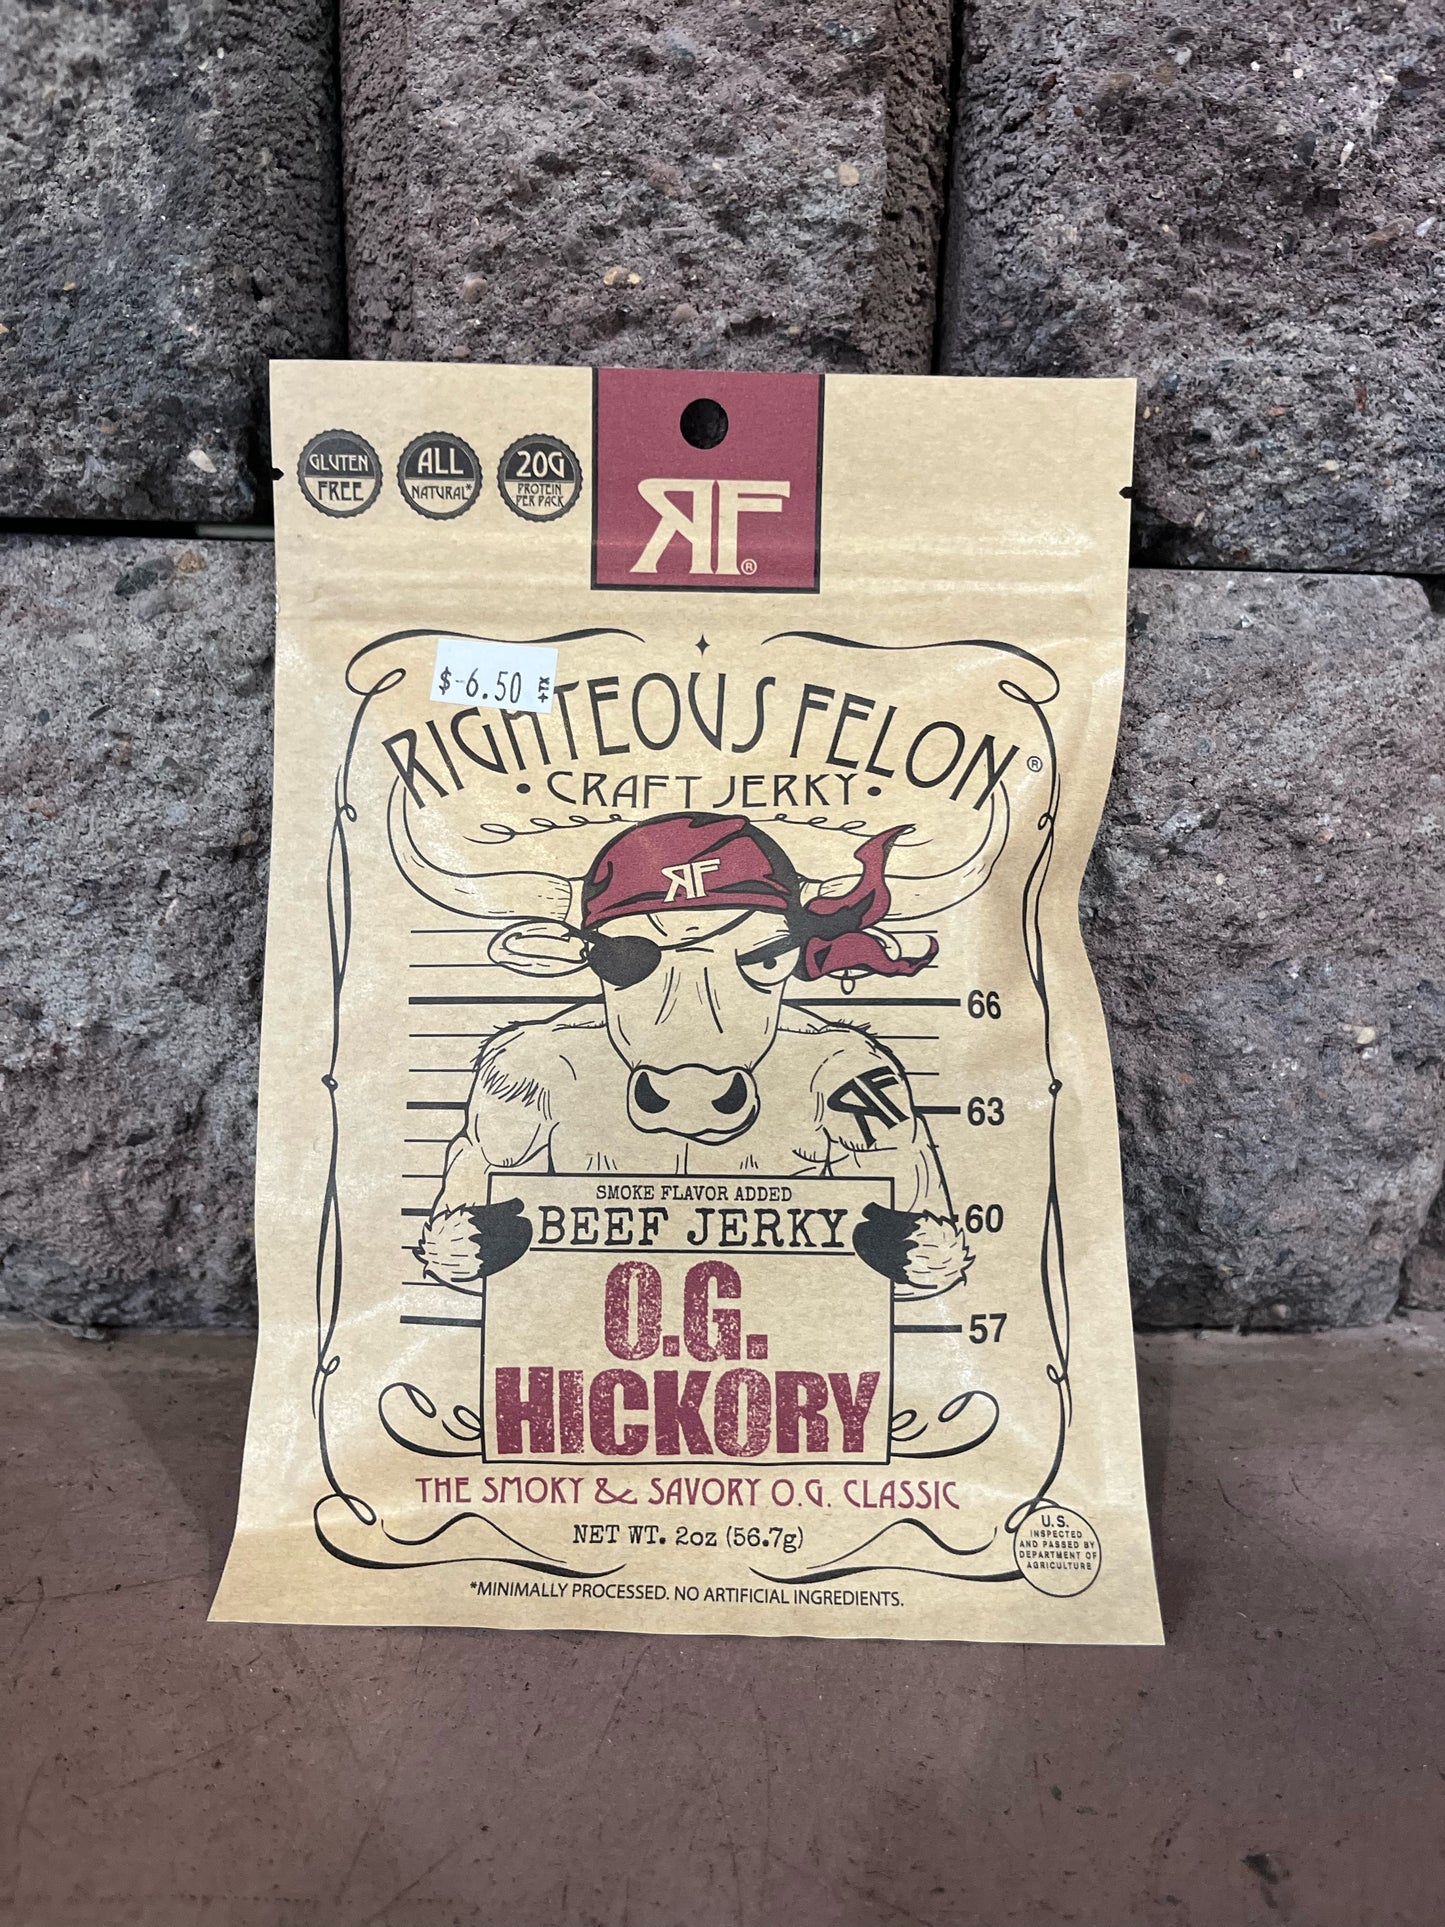 GLUTEN
FREE
ALL
NATURAL*
20G
PROTEIN
PER PACK
RF®
$-6.50 +TX
RIGHTEOUS FELON®
• CRAFT JERKY •
RF
66
RF
63
SMOKE FLAVOR ADDED
BEEF JERKY
60
O.G.
HICKORY
57
THE SMOKY & SAVORY O.G. CLASSIC
NET WT. 2oz (56.7g)
U.S.
INSPECTED
AND PASSED BY
DEPARTMENT OF
AGRICULTURE
*MINIMALLY PROCESSED. NO ARTIFICIAL INGREDIENTS.